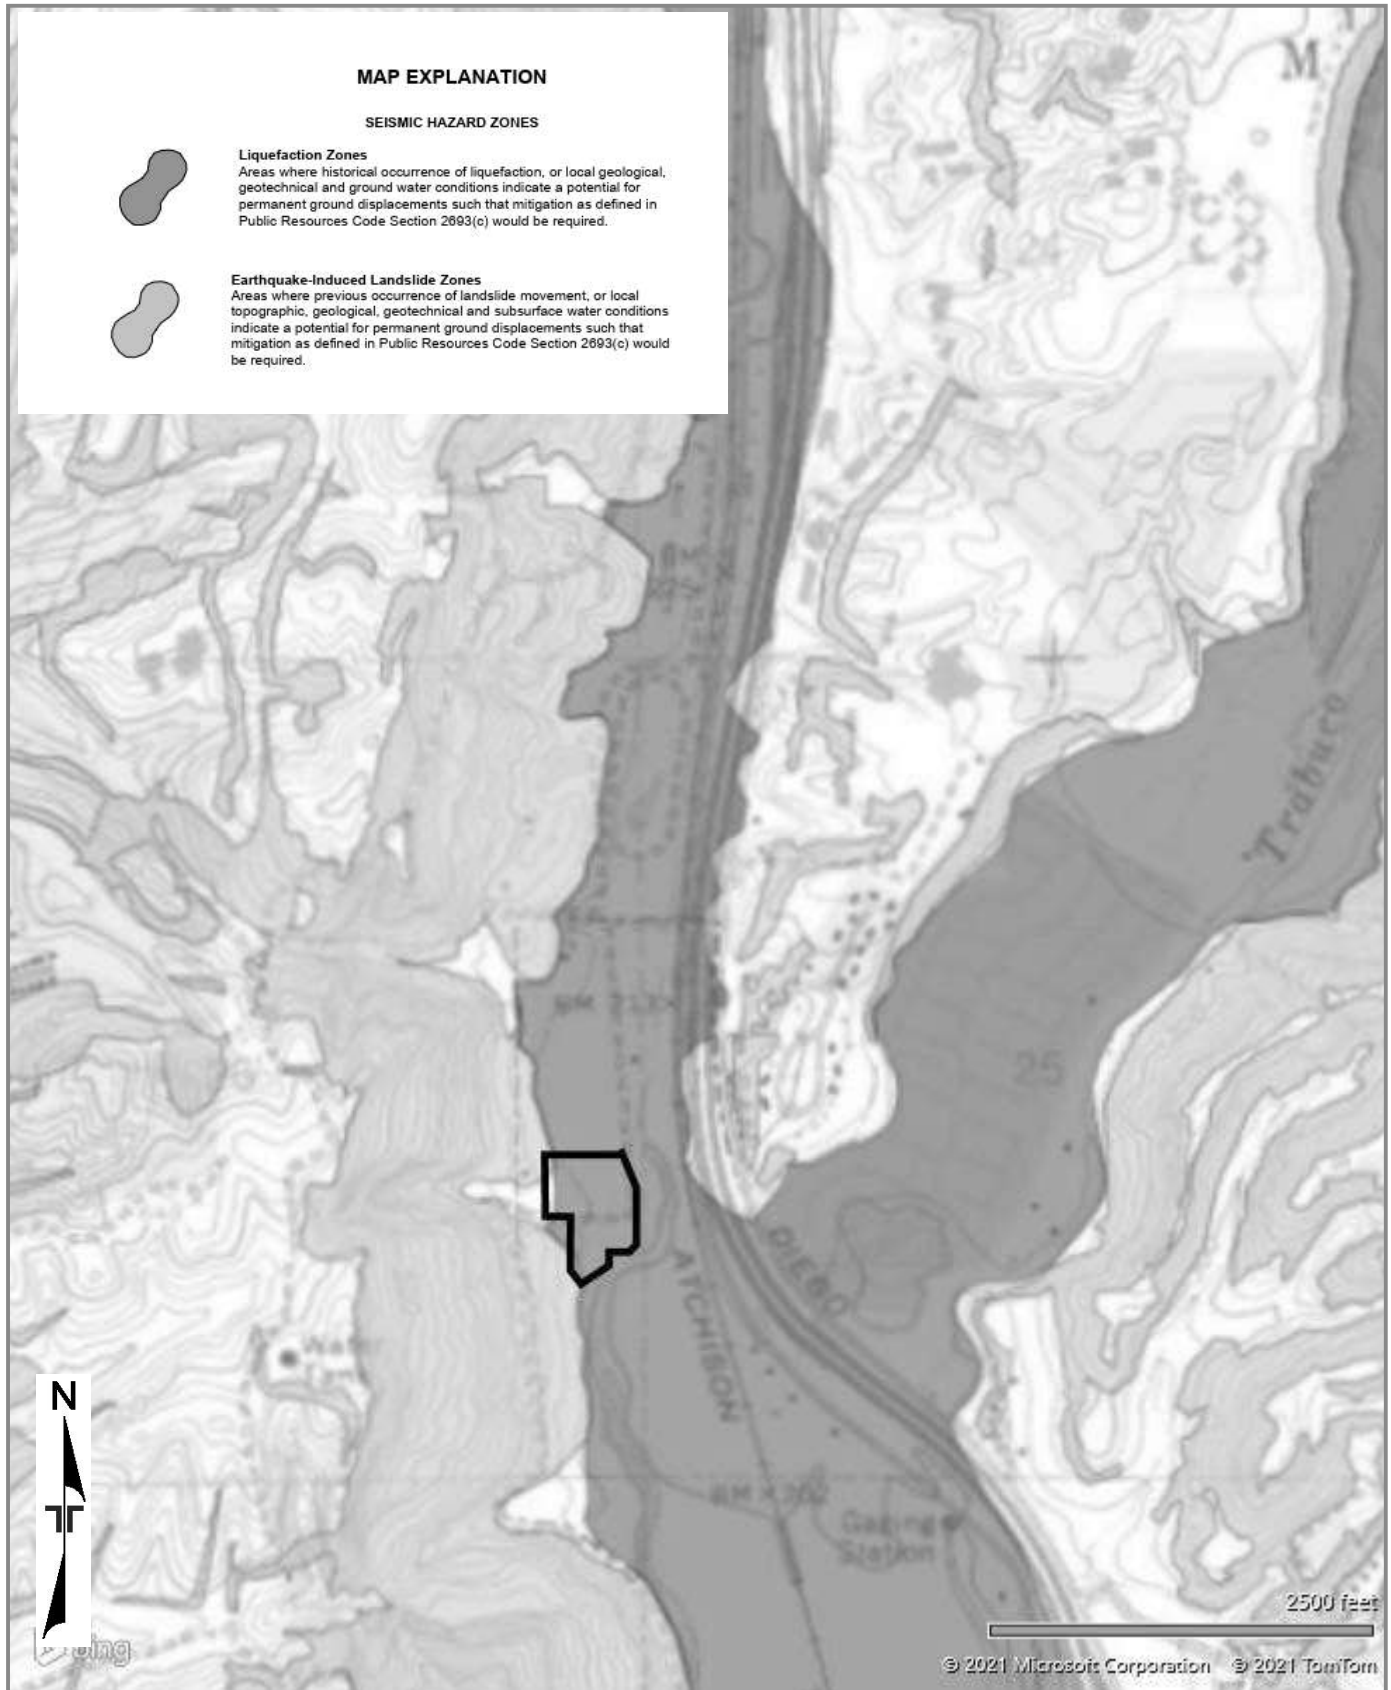 MAP EXPLANATION
SEISMIC HAZARD ZONES
Liquefaction Zones
Areas where historical occurrence of liquefaction, or local geological,
geotechnical and ground water conditions indicate a potential for
permanent ground displacements such that mitigation as defined in
Public Resources Code Section 2693(c) would be required.
Earthquake-Induced Landslide Zones
Areas where previous occurrence of landslide movement, or local
topographic, geological, geotechnical and subsurface water conditions
indicate a potential for permanent ground displacements such that
mitigation as defined in Public Resources Code Section 2693(c) would
be required.
M
24
Trabuco
25
DIEGO
ATCHISON
Water
Gaging
Station
N
2500 feet
bing
© 2021 Microsoft Corporation © 2021 TomTom